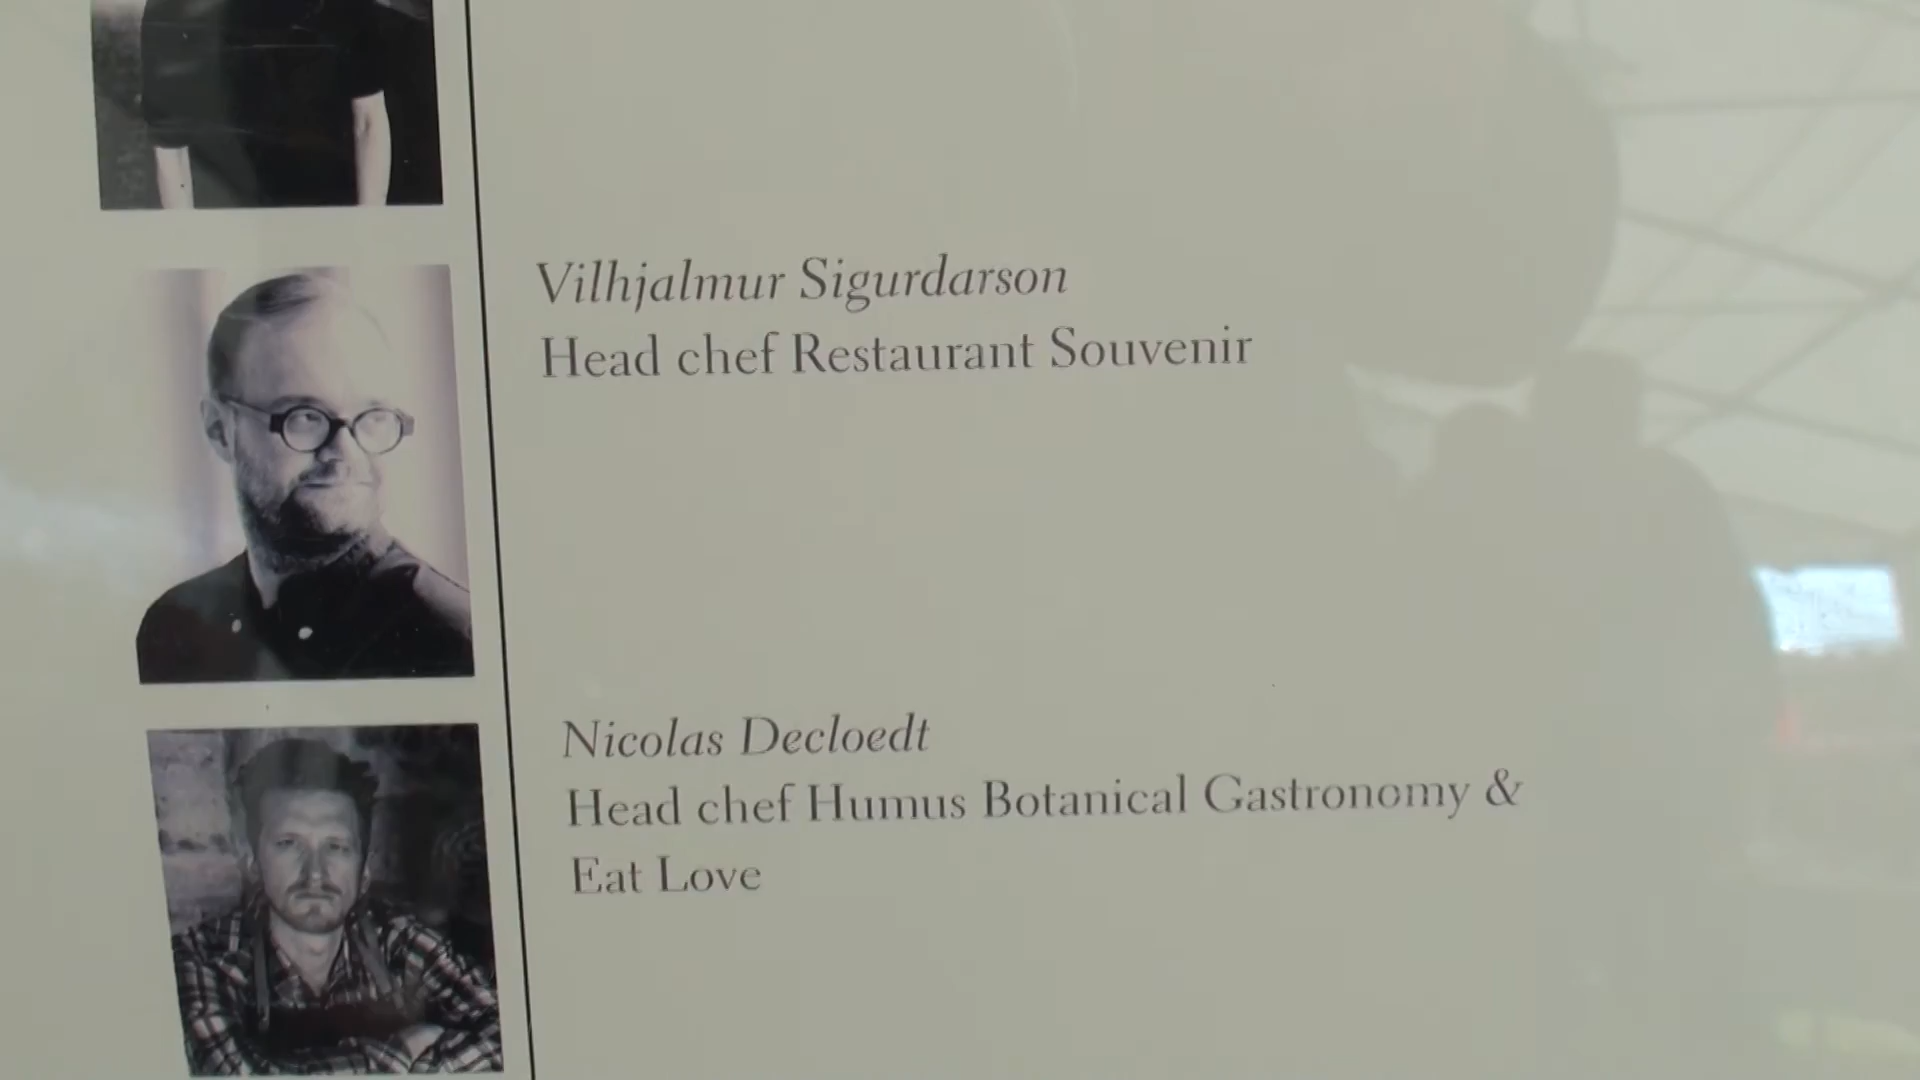 Vilhjalmur Sigurdarson
Head chef Restaurant Souvenir
Nicolas Decloedt
Head chef Humus Botanical Gastronomy &
Eat Love